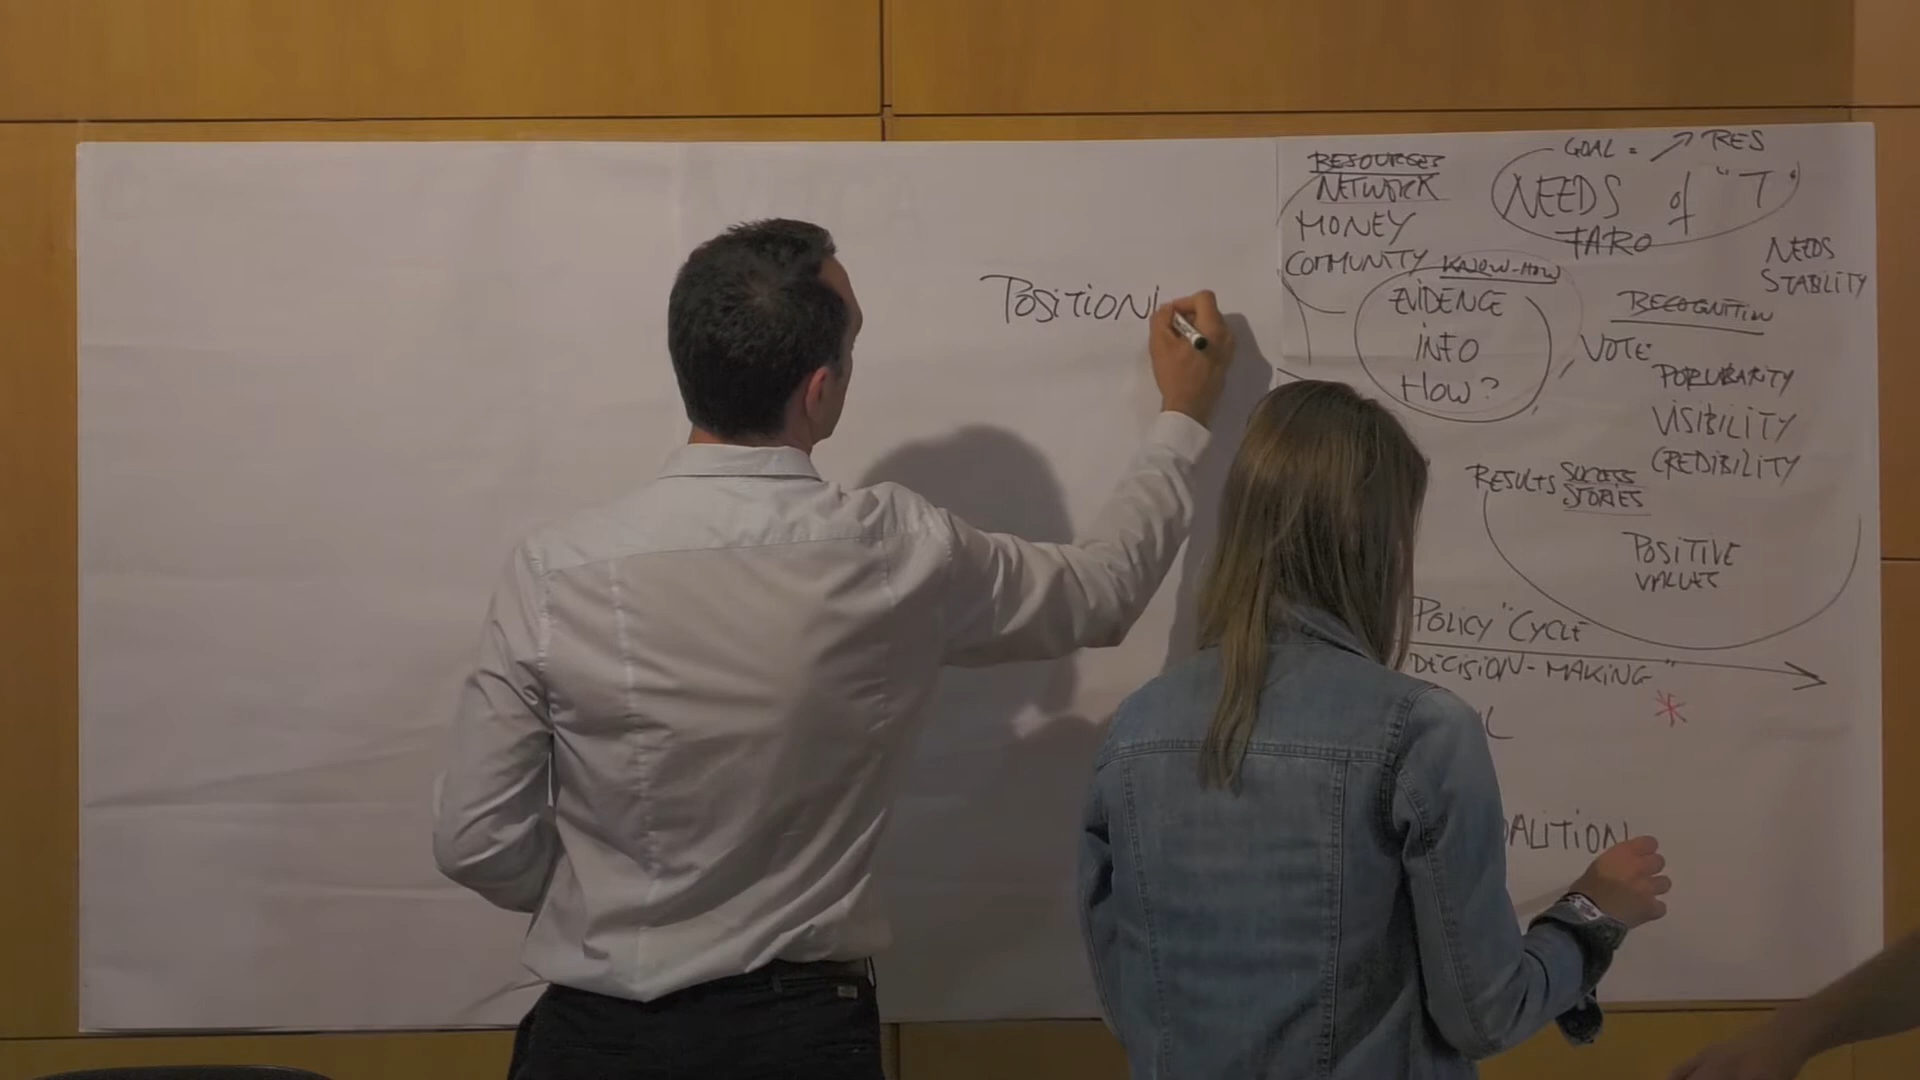 POSITIONI
RESOURCES
NETWORK
MONEY
COMMUNITY
KNOW-HOW
EVIDENCE
INFO
HOW?
GOAL = ↗ RES
NEEDS of "T"
FARO
NEEDS
STABILITY
RECOGNITION
VOTE
POPULARITY
VISIBILITY
CREDIBILITY
RESULTS SUCCESS
STORIES
POSITIVE
VALUES
POLICY "CYCLE
DECISION-MAKING"
OALITION